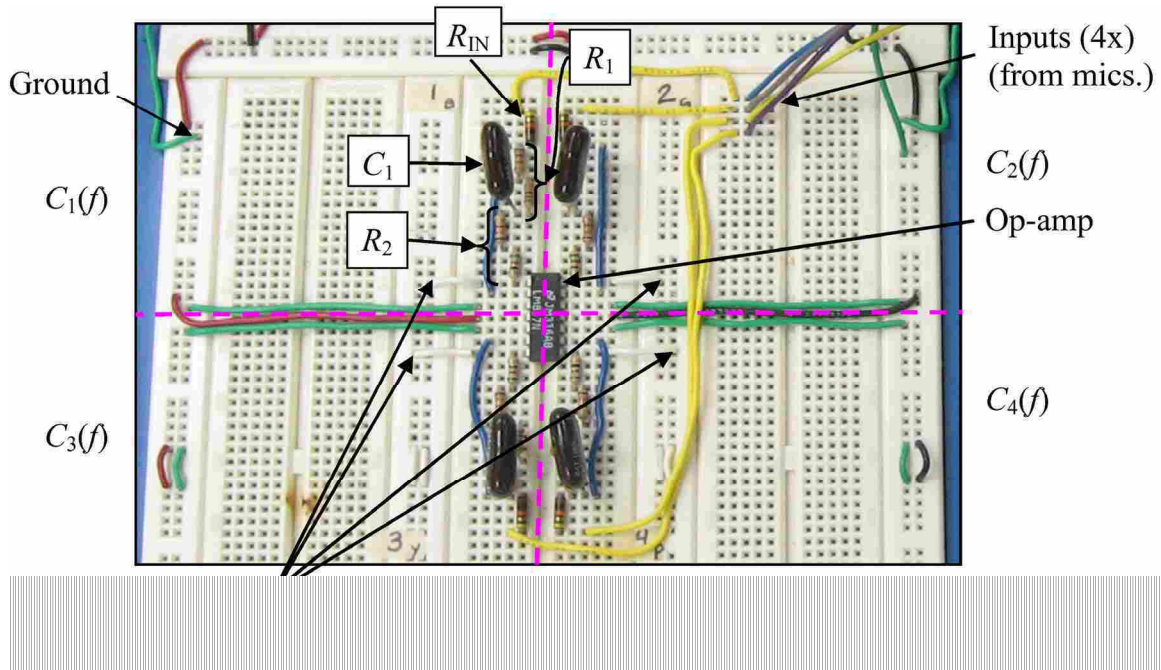 R_IN
R_1
Inputs (4x)
(from mics.)
Ground
1
2
C_1
C_1(f)
C_2(f)
R_2
Op-amp
C_3(f)
C_4(f)
3 y
4 p